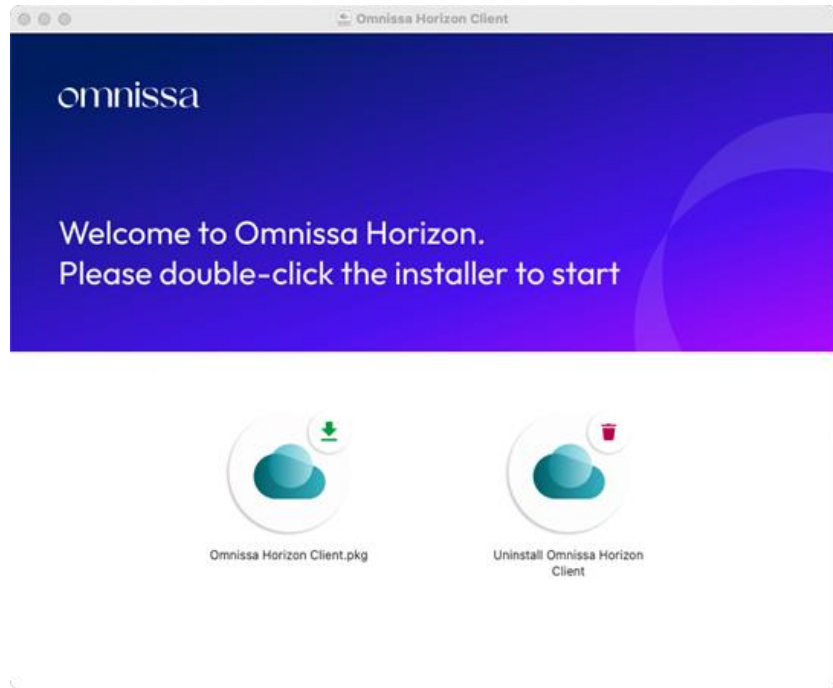 Omnissa Horizon Client
omnissa
Welcome to Omnissa Horizon.
Please double-click the installer to start
Omnissa Horizon Client.pkg
Uninstall Omnissa Horizon
Client